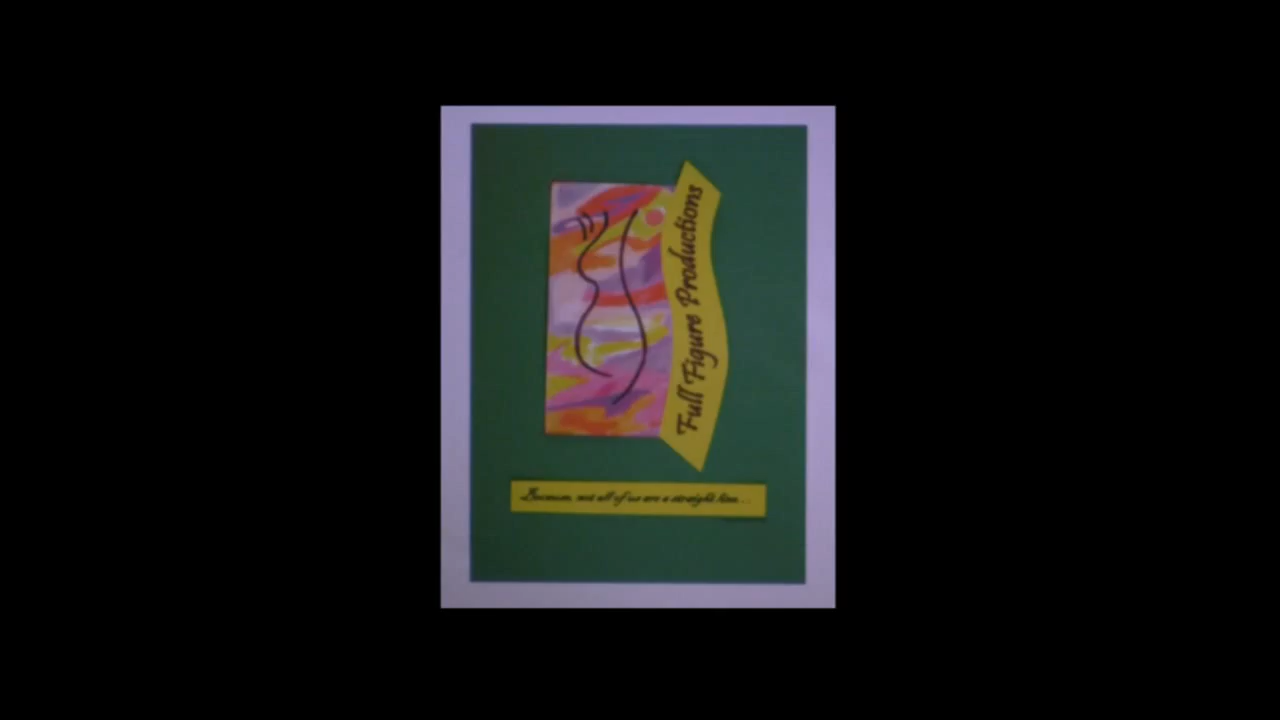 Full Figure Productions
Because, not all of us are a straight line...